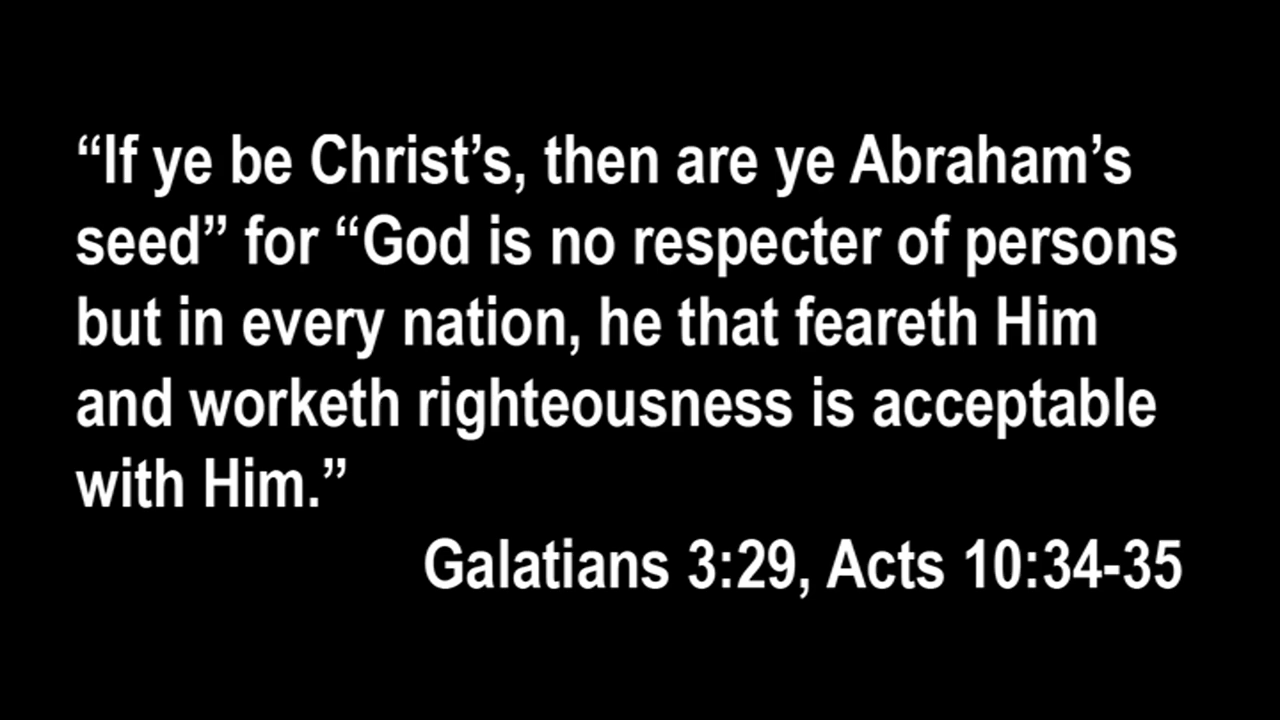 “If ye be Christ’s, then are ye Abraham’s
seed” for “God is no respecter of persons
but in every nation, he that feareth Him
and worketh righteousness is acceptable
with Him.”
Galatians 3:29, Acts 10:34-35